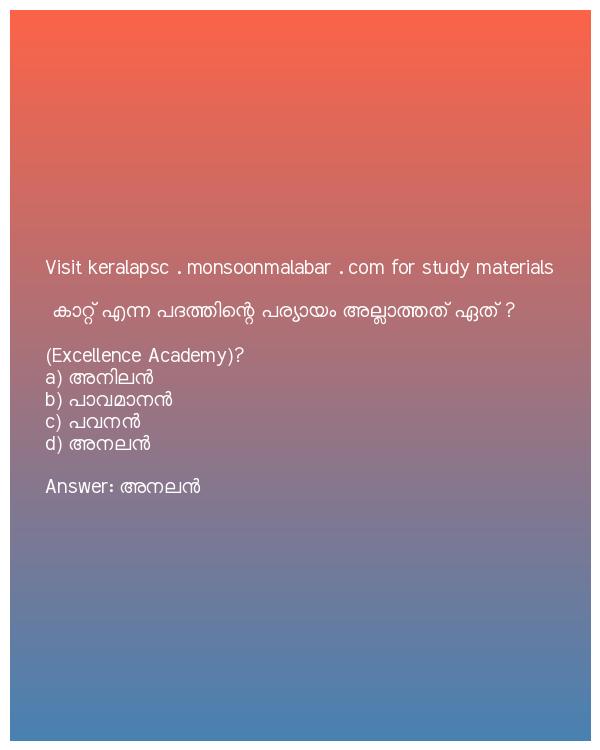 Visit keralapsc . monsoonmalabar . com for study materials
കാറ്റ് എന്ന പദത്തിന്റെ പര്യായം അല്ലാത്തത് ഏത് ?
(Excellence Academy)?
a) അനിലൻ
b) പാവമാനൻ
c) പവനൻ
d) അനലൻ
Answer: അനലൻ